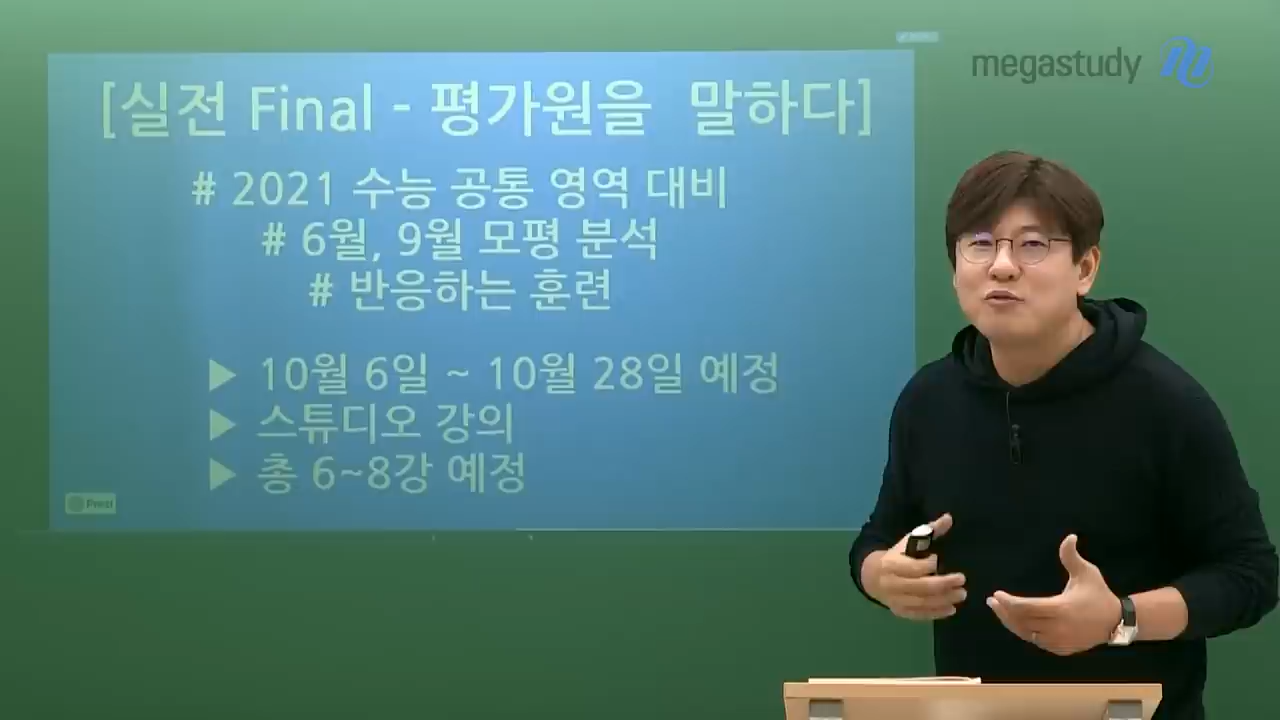 megastudy
[실전 Final - 평가원을 말하다]
# 2021 수능 공통 영역 대비
# 6월, 9월 모평 분석
# 반응하는 훈련
▶ 10월 6일 ~ 10월 28일 예정
▶ 스튜디오 강의
▶ 총 6~8강 예정
Prezi